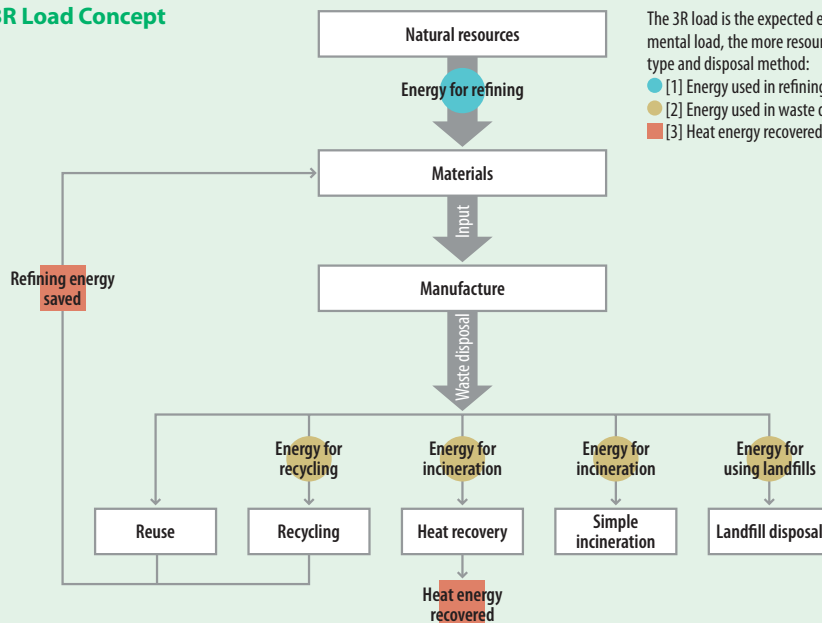 3R Load Concept
Natural resources
The 3R load is the expected
mental load, the more
type and disposal method:
[1] Energy used in refining
[2] Energy used in waste
[3] Heat energy recovered
Energy for refining
Materials
Input
Refining energy
saved
Manufacture
Waste disposal
Energy for
recycling
Energy for
incineration
Energy for
incineration
Energy for
using landfills
Reuse
Recycling
Heat recovery
Simple
incineration
Landfill disposal
Heat energy
recovered